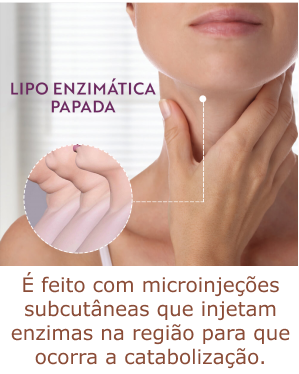 LIPO ENZIMÁTICA
PAPADA
É feito com microinjeções
subcutâneas que injetam
enzimas na região para que
ocorra a catabolização.